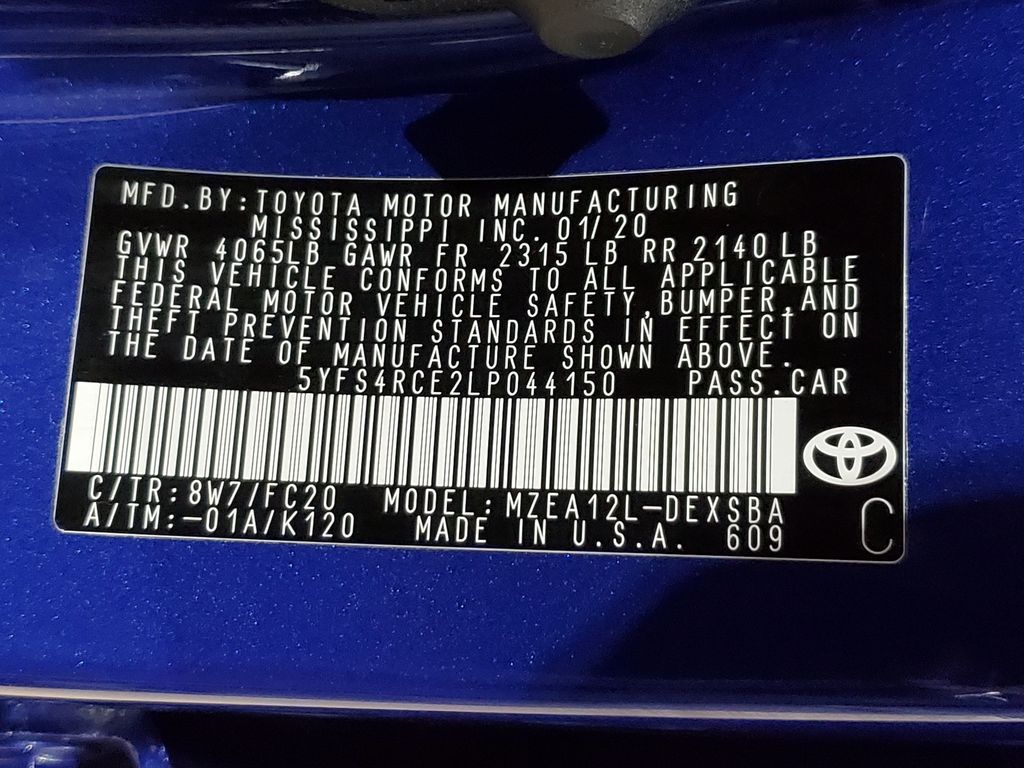 MFD.BY:TOYOTA MOTOR MANUFACTURING
MISSISSIPPI INC. 01/20
GVWR 4065LB GAWR FR 2315 LB RR 2140 LB
THIS VEHICLE CONFORMS TO ALL APPLICABLE
FEDERAL MOTOR VEHICLE SAFETY,BUMPER,AND
THEFT PREVENTION STANDARDS IN EFFECT ON
THE DATE OF MANUFACTURE SHOWN ABOVE.
5YFS4RCE2LP044150 PASS.CAR
C/TR:8W7/FC20 MODEL:MZEA12L-DEXSBA
A/TM:-01A/K120 MADE IN U.S.A. 609
C